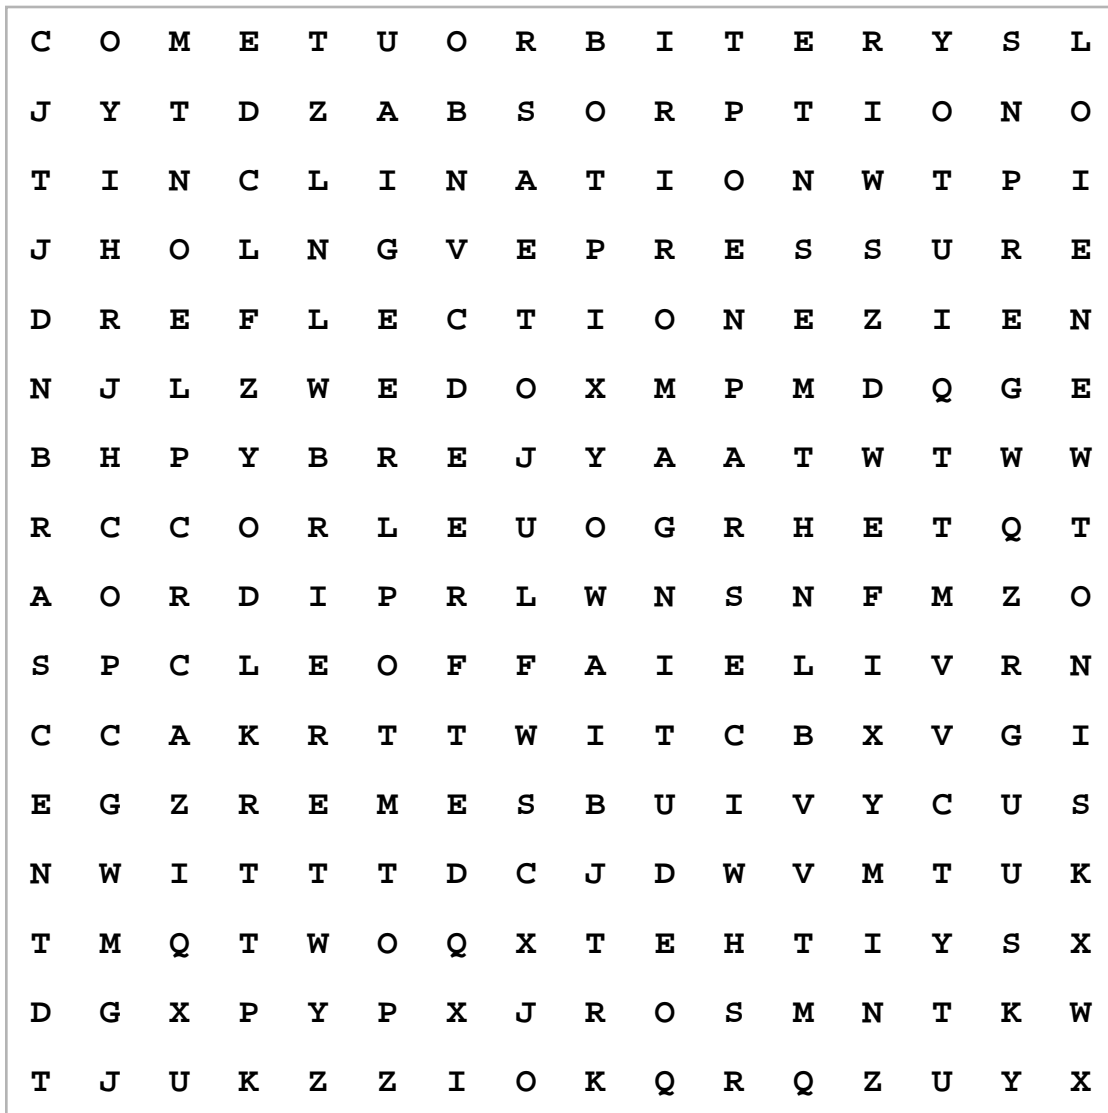 C O M E T U O R B I T E R Y S L
J Y T D Z A B S O R P T I O N O
T I N C L I N A T I O N W T P I
J H O L N G V E P R E S S U R E
D R E F L E C T I O N E Z I E N
N J L Z W E D O X M P M D Q G E
B H P Y B R E J Y A A T W T W W
R C C O R L E U O G R H E T Q T
A O R D I P R L W N S N F M Z O
S P C L E O F F A I E L I V R N
C C A K R T T W I T C B X V G I
E G Z R E M E S B U I V Y C U S
N W I T T T D C J D W V M T U K
T M Q T W O Q X T E H T I Y S X
D G X P Y P X J R O S M N T K W
T J U K Z Z I O K Q R Q Z U Y X